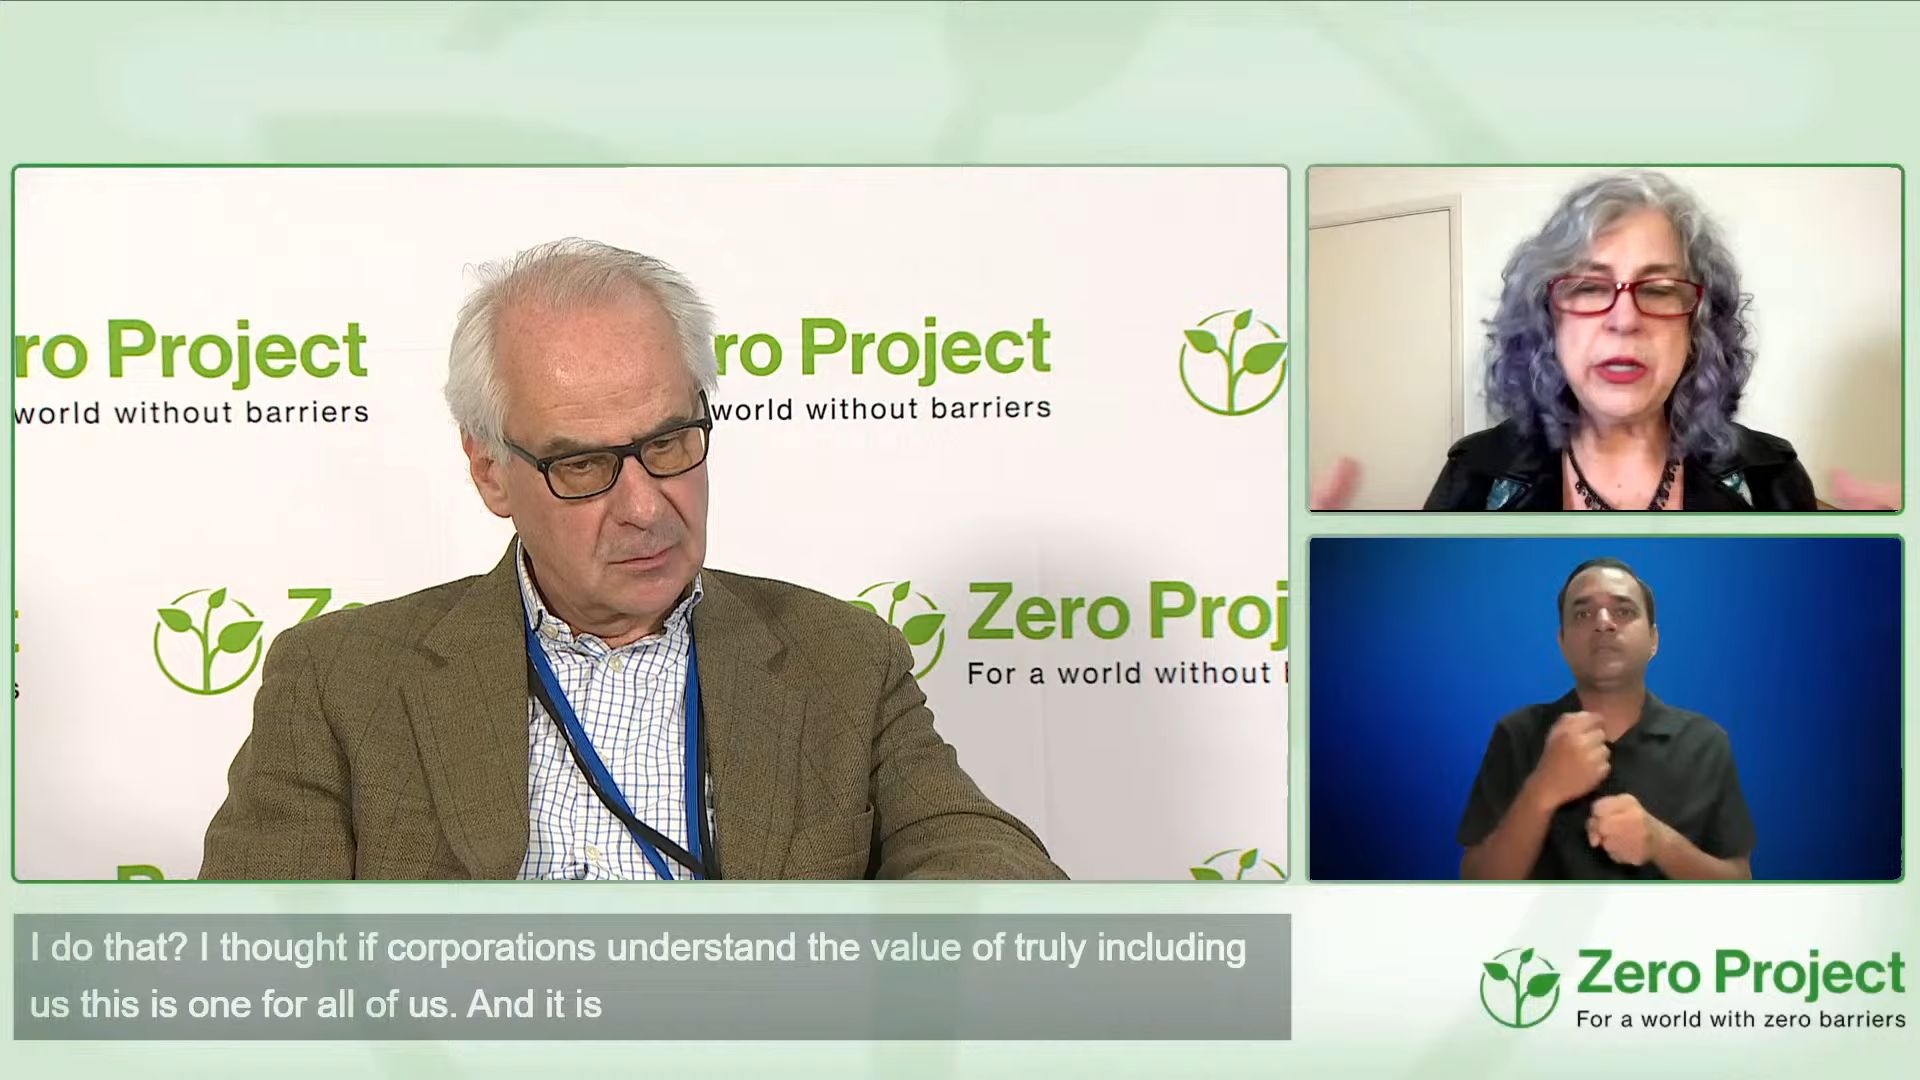 ro Project
world without barriers
ro Project
world without barriers
Ze
Zero Proj
For a world without
I do that? I thought if corporations understand the value of truly including
us this is one for all of us. And it is
Zero Project
For a world with zero barriers